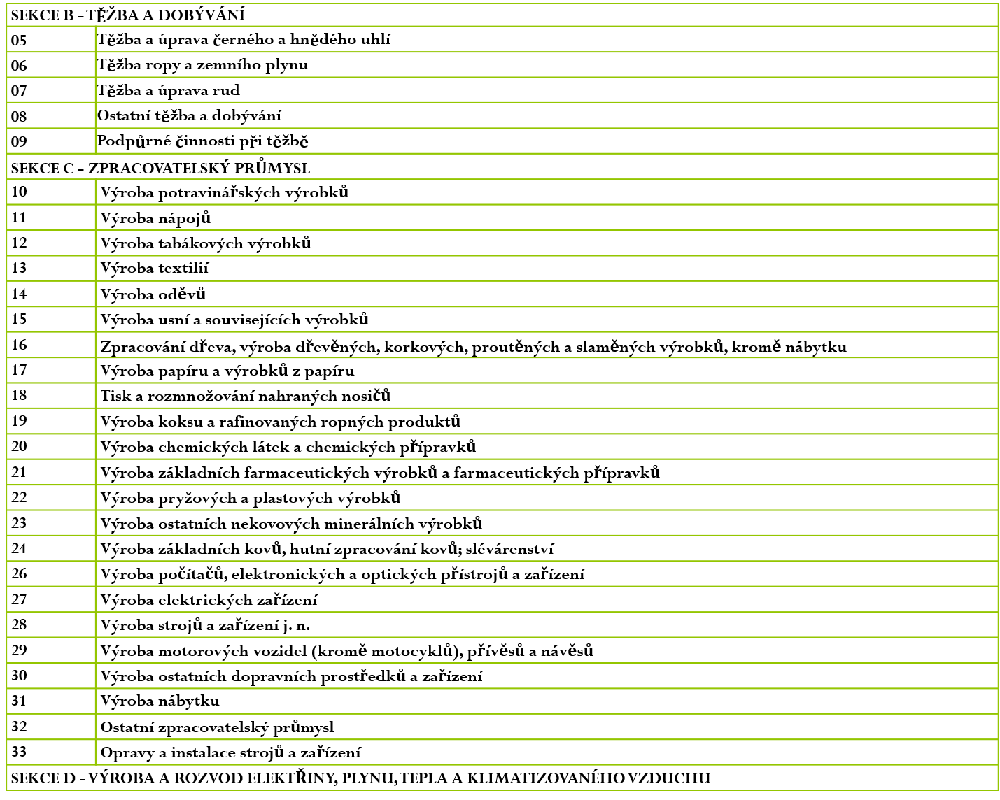 SEKCE B - TĚŽBA A DOBÝVÁNÍ
05 Těžba a úprava černého a hnědého uhlí
06 Těžba ropy a zemního plynu
07 Těžba a úprava rud
08 Ostatní těžba a dobývání
09 Podpůrné činnosti při těžbě
SEKCE C - ZPRACOVATELSKÝ PRŮMYSL
10 Výroba potravinářských výrobků
11 Výroba nápojů
12 Výroba tabákových výrobků
13 Výroba textilií
14 Výroba oděvů
15 Výroba usní a souvisejících výrobků
16 Zpracování dřeva, výroba dřevěných, korkových, proutěných a slaměných výrobků, kromě nábytku
17 Výroba papíru a výrobků z papíru
18 Tisk a rozmnožování nahraných nosičů
19 Výroba koksu a rafinovaných ropných produktů
20 Výroba chemických látek a chemických přípravků
21 Výroba základních farmaceutických výrobků a farmaceutických přípravků
22 Výroba pryžových a plastových výrobků
23 Výroba ostatních nekovových minerálních výrobků
24 Výroba základních kovů, hutní zpracování kovů; slévárenství
26 Výroba počítačů, elektronických a optických přístrojů a zařízení
27 Výroba elektrických zařízení
28 Výroba strojů a zařízení j. n.
29 Výroba motorových vozidel (kromě motocyklů), přívěsů a návěsů
30 Výroba ostatních dopravních prostředků a zařízení
31 Výroba nábytku
32 Ostatní zpracovatelský průmysl
33 Opravy a instalace strojů a zařízení
SEKCE D - VÝROBA A ROZVOD ELEKTŘINY, PLYNU, TEPLA A KLIMATIZOVANÉHO VZDUCHU